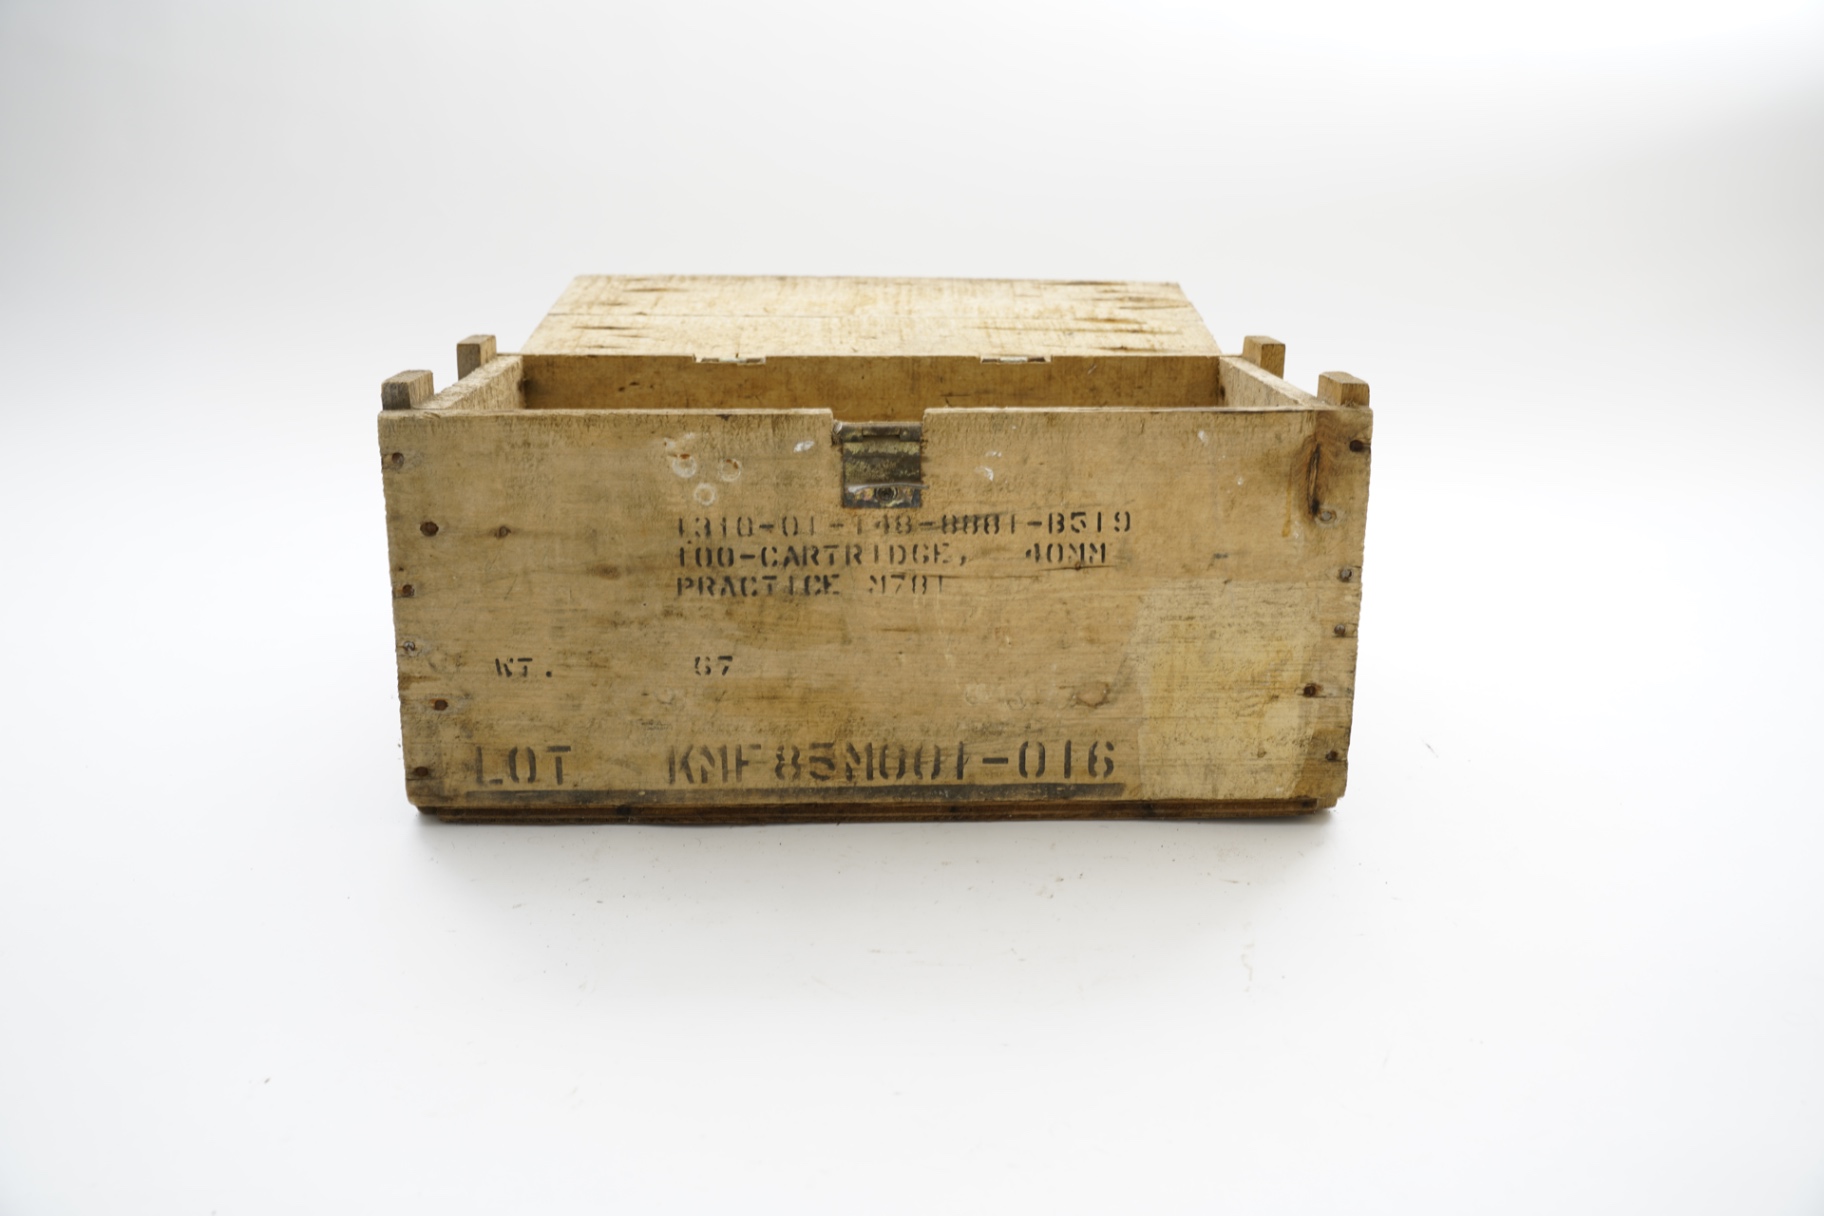 1310-01-148-8881-B519
100-CARTRIDGE, 40MM
PRACTICE M781
WT. 67
LOT KMF85M001-016